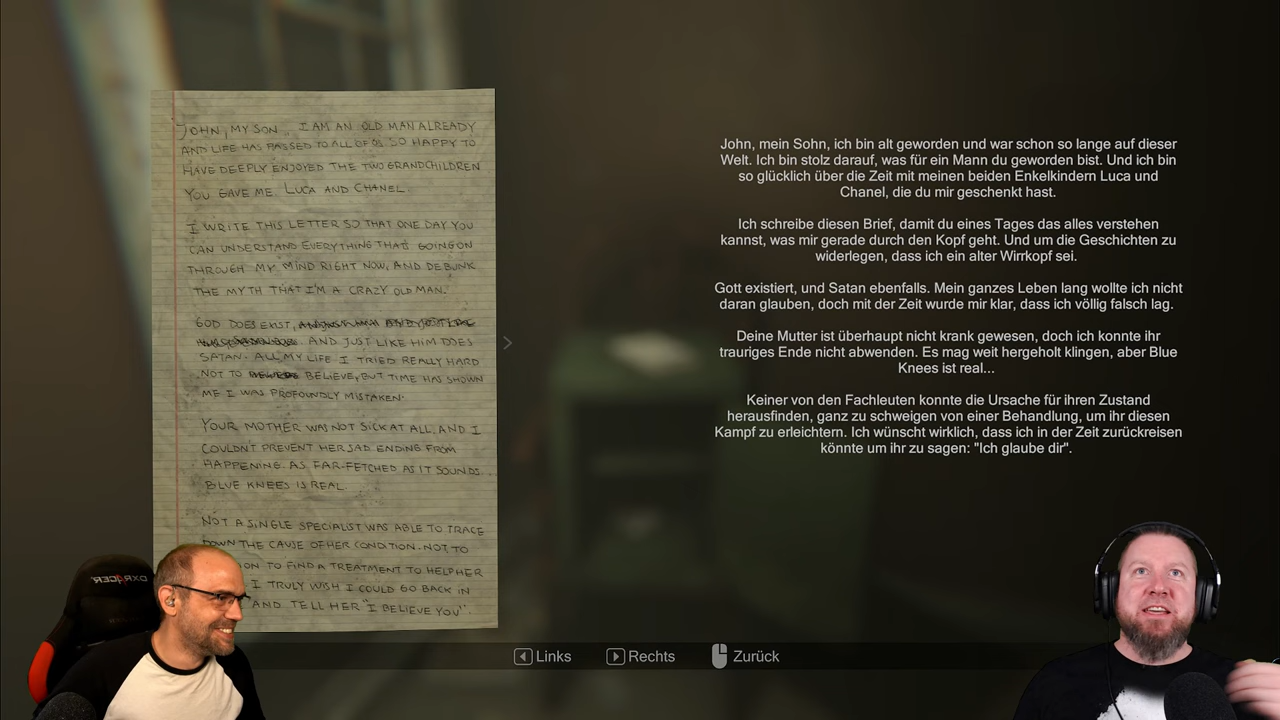 JOHN, MY SON.. I AM AN OLD MAN ALREADY
AND LIFE HAS PASSED TO ALL OF US. SO HAPPY TO
HAVE DEEPLY ENJOYED THE TWO GRANDCHILDREN
YOU GAVE ME. LUCA AND CHANEL.
I WRITE THIS LETTER SO THAT ONE DAY YOU
CAN UNDERSTAND EVERYTHING THAT'S GOING ON
THROUGH MY MIND RIGHT NOW, AND DEBUNK
THE MYTH THAT I'M A CRAZY OLD MAN.
GOD DOES EXIST,
AND JUST LIKE HIM DOES
SATAN. ALL MY LIFE I TRIED REALLY HARD
NOT TO BELIEVE, BUT TIME HAS SHOWN
ME I WAS PROFOUNDLY MISTAKEN.
YOUR MOTHER WAS NOT SICK AT ALL, AND I
COULDN'T PREVENT HER SAD ENDING FROM
HAPPENING. AS FAR-FETCHED AS IT SOUNDS
BLUE KNEES IS REAL.
NOT A SINGLE SPECIALIST WAS ABLE TO TRACE
DOWN THE CAUSE OF HER CONDITION-NOT TO
ON TO FIND A TREATMENT TO HELP HER
I TRULY WISH I COULD GO BACK IN
AND TELL HER "I BELIEVE YOU".
John, mein Sohn, ich bin alt geworden und war schon so lange auf dieser
Welt. Ich bin stolz darauf, was für ein Mann du geworden bist. Und ich bin
so glücklich über die Zeit mit meinen beiden Enkelkindern Luca und
Chanel, die du mir geschenkt hast.
Ich schreibe diesen Brief, damit du eines Tages das alles verstehen
kannst, was mir gerade durch den Kopf geht. Und um die Geschichten zu
widerlegen, dass ich ein alter Wirrkopf sei.
Gott existiert, und Satan ebenfalls. Mein ganzes Leben lang wollte ich nicht
daran glauben, doch mit der Zeit wurde mir klar, dass ich völlig falsch lag.
Deine Mutter ist überhaupt nicht krank gewesen, doch ich konnte ihr
trauriges Ende nicht abwenden. Es mag weit hergeholt klingen, aber Blue
Knees ist real...
Keiner von den Fachleuten konnte die Ursache für ihren Zustand
herausfinden, ganz zu schweigen von einer Behandlung, um ihr diesen
Kampf zu erleichtern. Ich wünscht wirklich, dass ich in der Zeit zurückreisen
könnte um ihr zu sagen: "Ich glaube dir".
DXRACER
Links Rechts Zurück